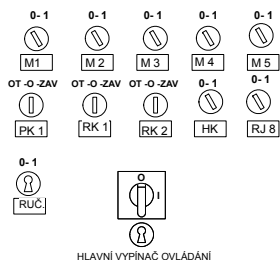 0- 1 0- 1 0- 1 0- 1 0- 1
M1 M 2 M 3 M 4 M 5
OT -O -ZAV OT -O -ZAV OT -O -ZAV 0- 1 0- 1
PK 1 RK 1 RK 2 HK RJ 8
0- 1
O
I
RUČ.
HLAVNÍ VYPÍNAČ OVLÁDÁNÍ